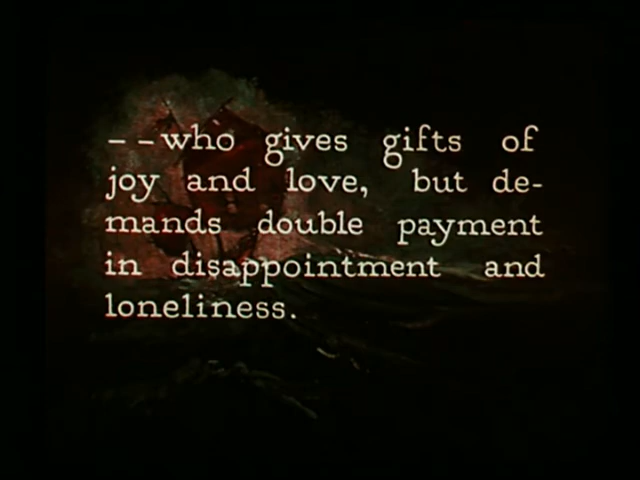 --who gives gifts of
joy and love, but de-
mands double payment
in disappointment and
loneliness.